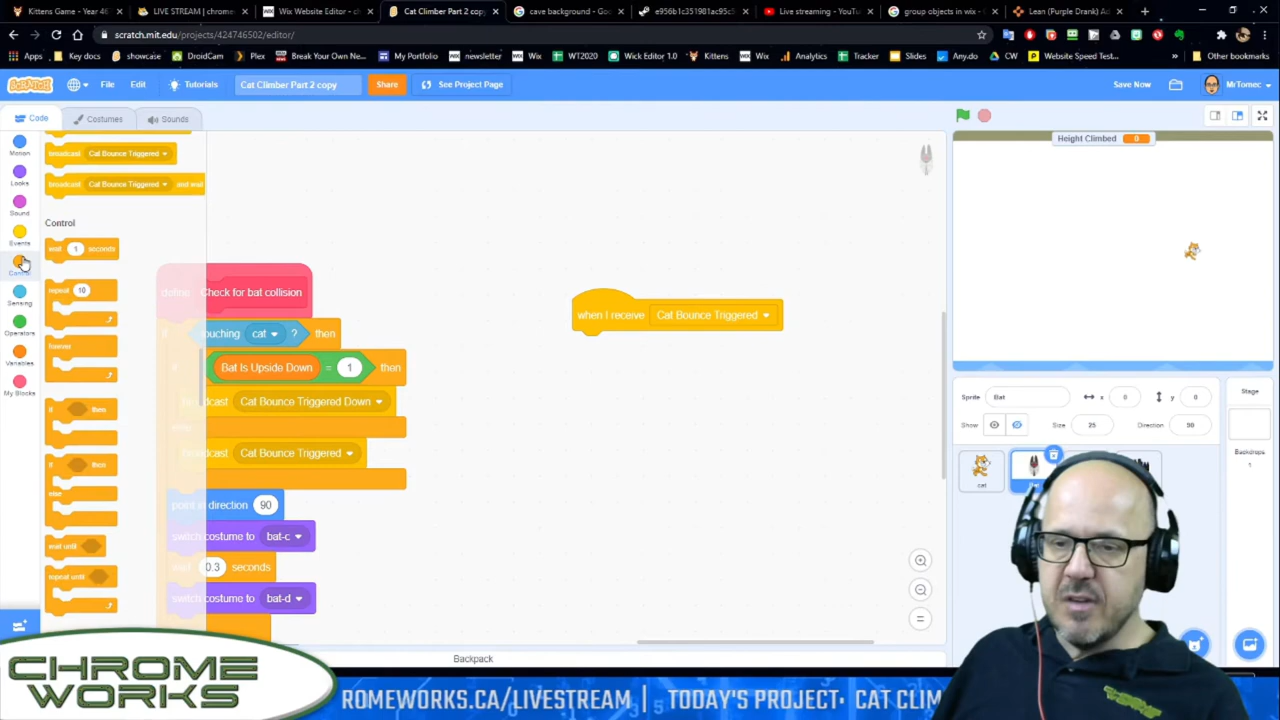 Kittens Game - Year 46
LIVE STREAM | chrome
Wix Website Editor - ch
Cat Climber Part 2 copy
cave background - Goo
e956b1c351981ac95c5
Live streaming - YouTu
group objects in wix - G
Lean (Purple Drank) Ad
scratch.mit.edu/projects/424746502/editor/
Apps Key docs showcase DroidCam Plex Break Your Own Ne... My Portfolio newsletter Wix WT2020 Wick Editor 1.0 Kittens Wix Analytics Tracker Slides Any.do CW Website Speed Test... » Other bookmarks
SCRATCH File Edit Tutorials Cat Climber Part 2 copy Share See Project Page Save Now MrTomec
Code Costumes Sounds
Motion
Looks
Sound
Events
Control
Sensing
Operators
Variables
My Blocks
broadcast Cat Bounce Triggered
broadcast Cat Bounce Triggered and wait
Control
wait 1 seconds
repeat 10
forever
if then
if then
else
wait until
repeat until
define Check for bat collision
if touching cat ? then
if Bat Is Upside Down = 1 then
broadcast Cat Bounce Triggered Down
else
broadcast Cat Bounce Triggered
point in direction 90
switch costume to bat-c
wait 0.3 seconds
switch costume to bat-d
when I receive Cat Bounce Triggered
Height Climbed 0
Sprite Bat x 0 y 0
Show Size 25 Direction 90
cat
Bat
Stage
Backdrops
1
Backpack
CHROME
WORKS
ROMEWORKS.CA/LIVESTREAM | TODAY'S PROJECT: CAT CLIM
CHROME
WORKS